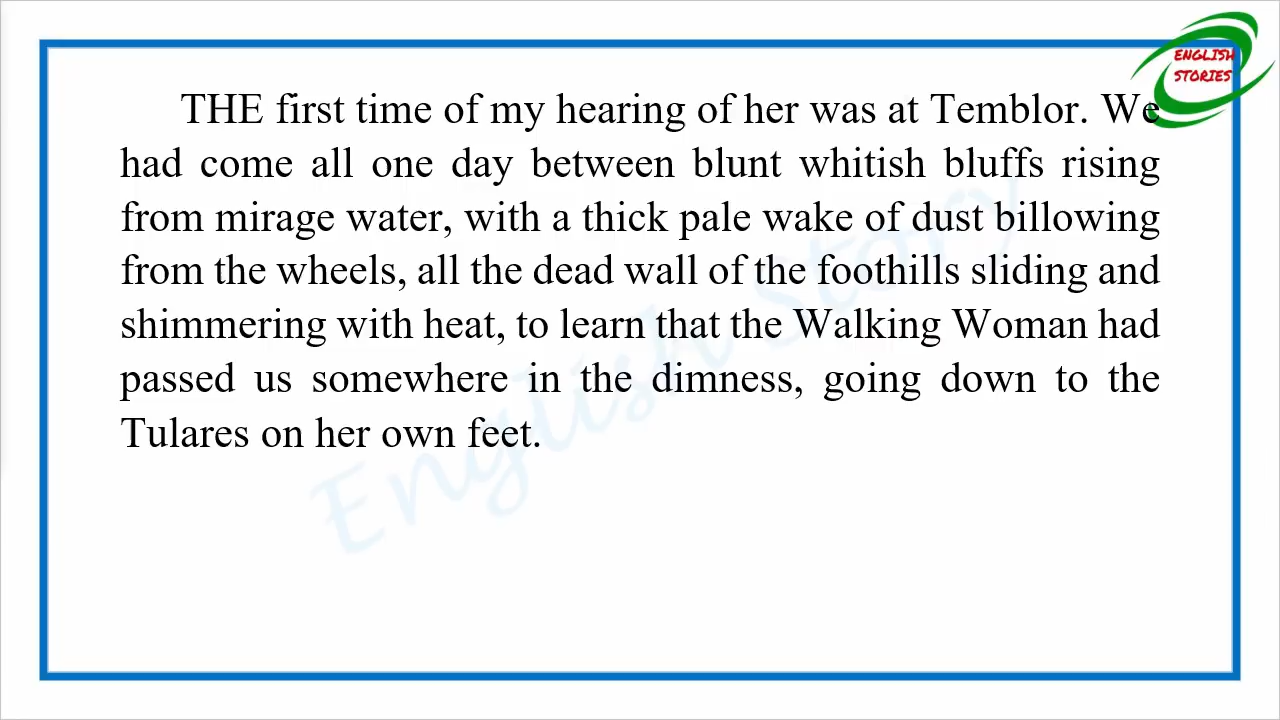 ENGLISH
STORIES
THE first time of my hearing of her was at Temblor. We
had come all one day between blunt whitish bluffs rising
from mirage water, with a thick pale wake of dust billowing
from the wheels, all the dead wall of the foothills sliding and
shimmering with heat, to learn that the Walking Woman had
passed us somewhere in the dimness, going down to the
Tulares on her own feet.
English Story